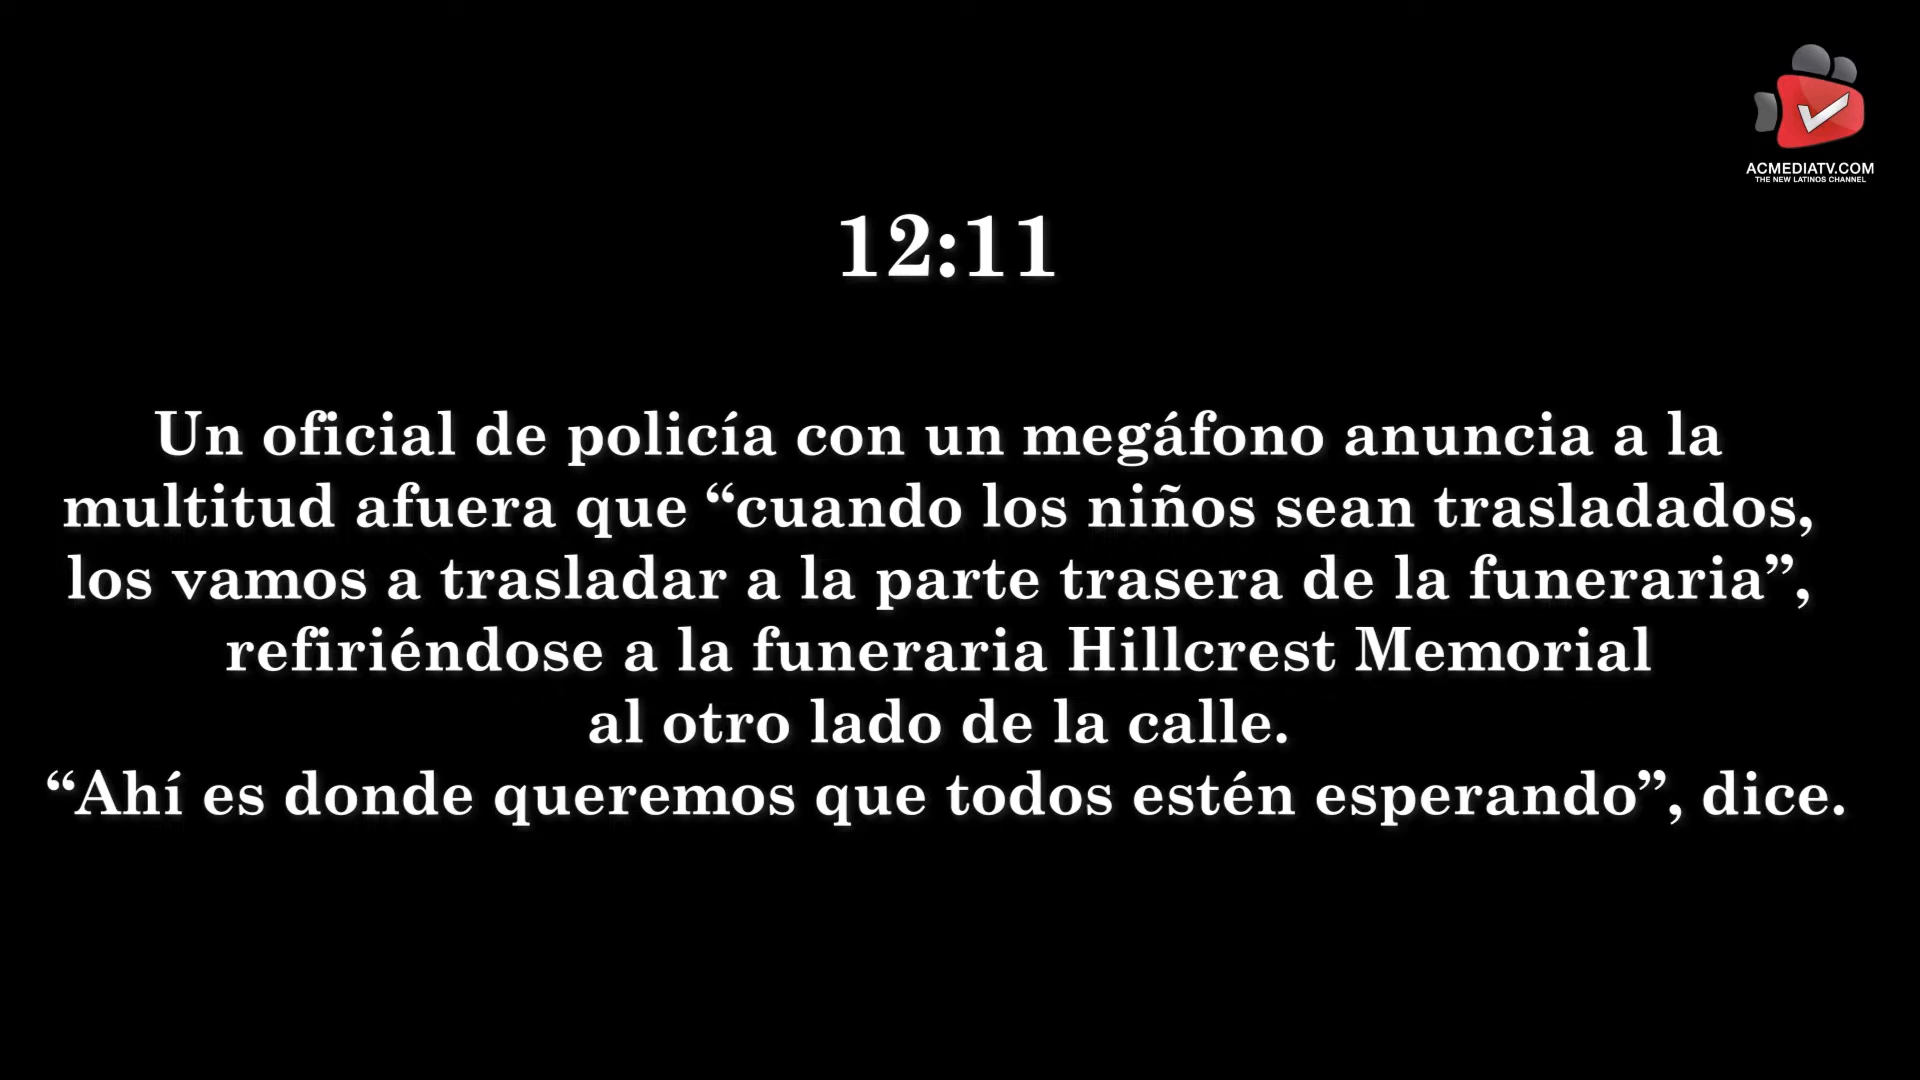 ACMEDIATV.COM
THE NEW LATINOS CHANNEL
12:11
Un oficial de policía con un megáfono anuncia a la
multitud afuera que “cuando los niños sean trasladados,
los vamos a trasladar a la parte trasera de la funeraria”,
refiriéndose a la funeraria Hillcrest Memorial
al otro lado de la calle.
“Ahí es donde queremos que todos estén esperando”, dice.